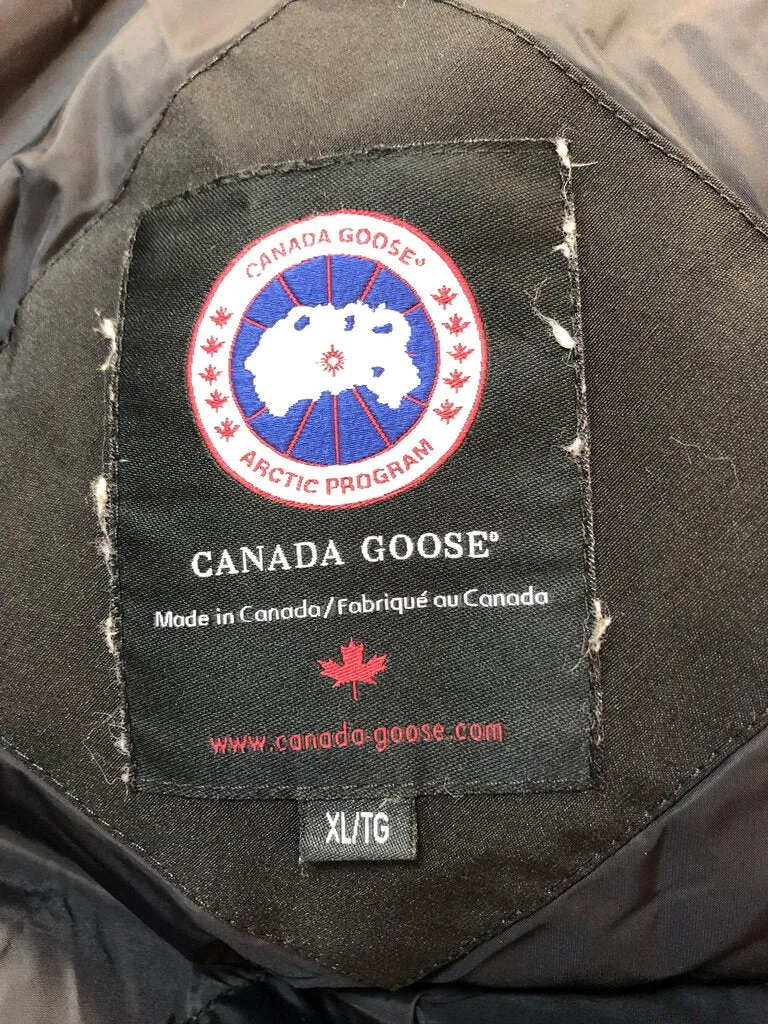 CANADA GOOSE®
ARCTIC PROGRAM
CANADA GOOSE®
Made in Canada/Fabriqué au Canada
www.canada-goose.com
XL/TG